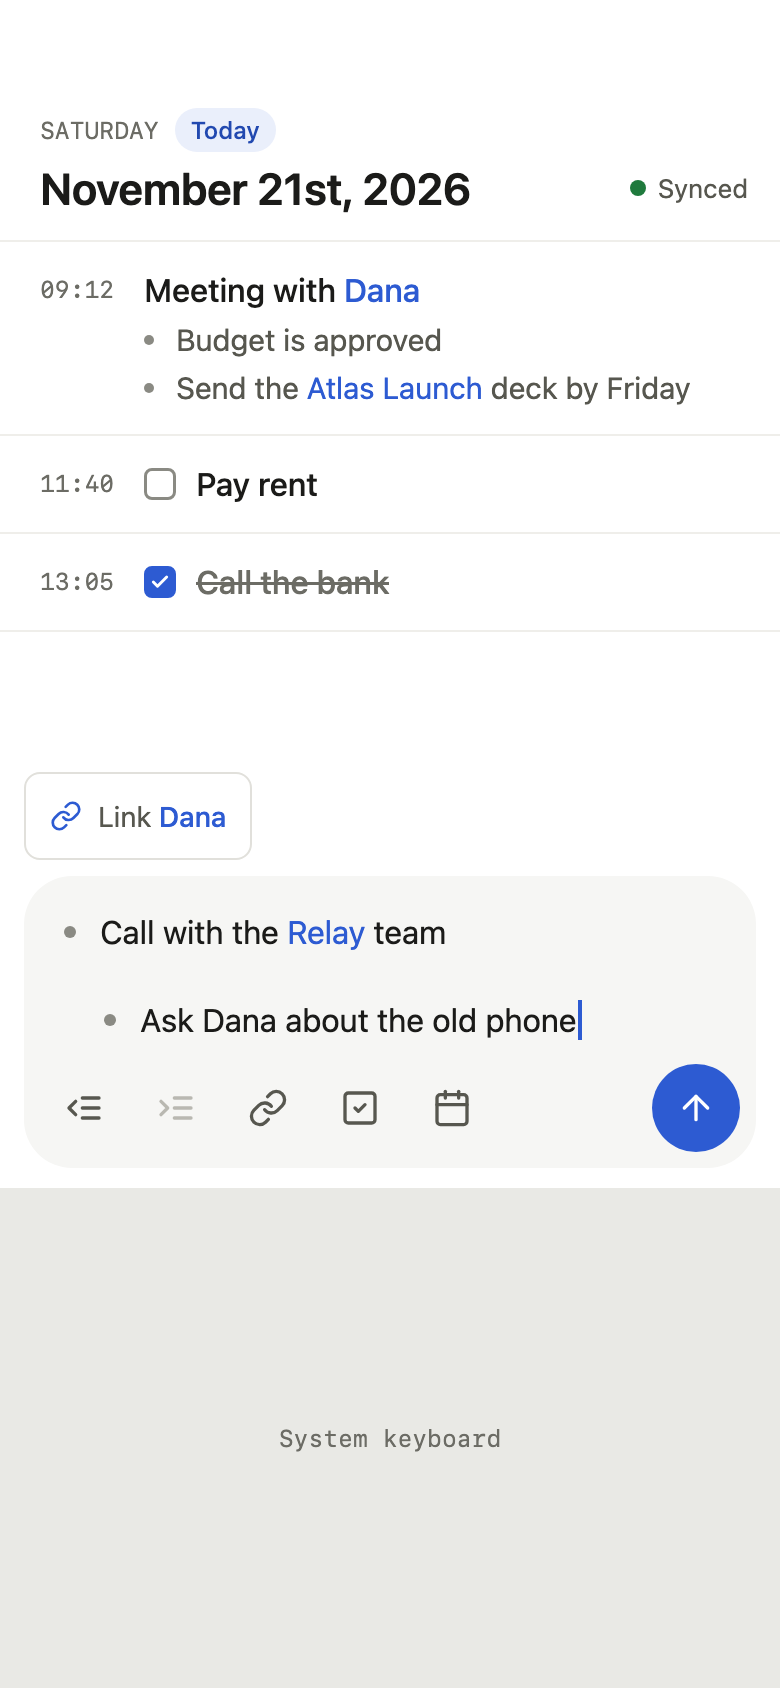 SATURDAY Today
November 21st, 2026 Synced
09:12 Meeting with Dana
Budget is approved
Send the Atlas Launch deck by Friday
11:40 Pay rent
13:05 Call the bank
Link Dana
Call with the Relay team
Ask Dana about the old phone
System keyboard